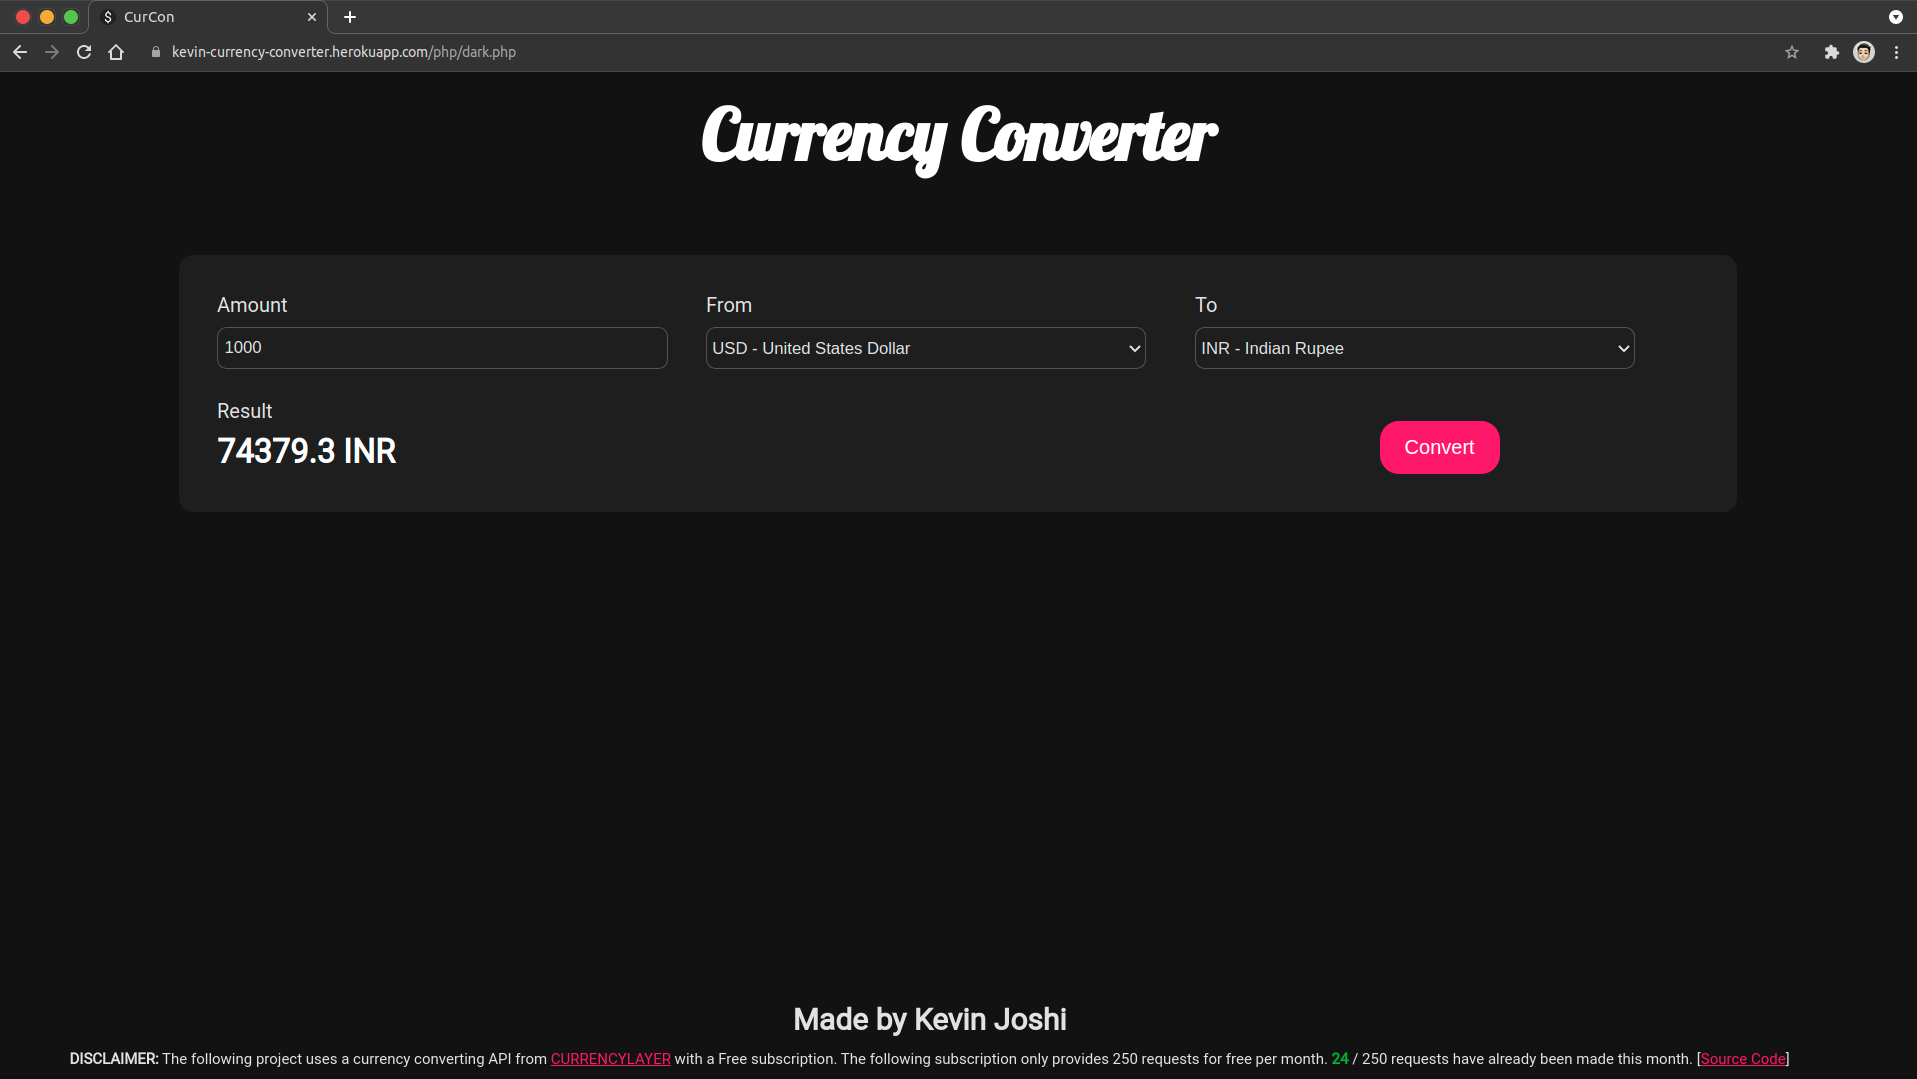 CurCon
kevin-currency-converter.herokuapp.com/php/dark.php
Currency Converter
Amount
From
To
1000
USD - United States Dollar
INR - Indian Rupee
Result
74379.3 INR
Convert
Made by Kevin Joshi
DISCLAIMER: The following project uses a currency converting API from CURRENCYLAYER with a Free subscription. The following subscription only provides 250 requests for free per month. 24 / 250 requests have already been made this month. [Source Code]